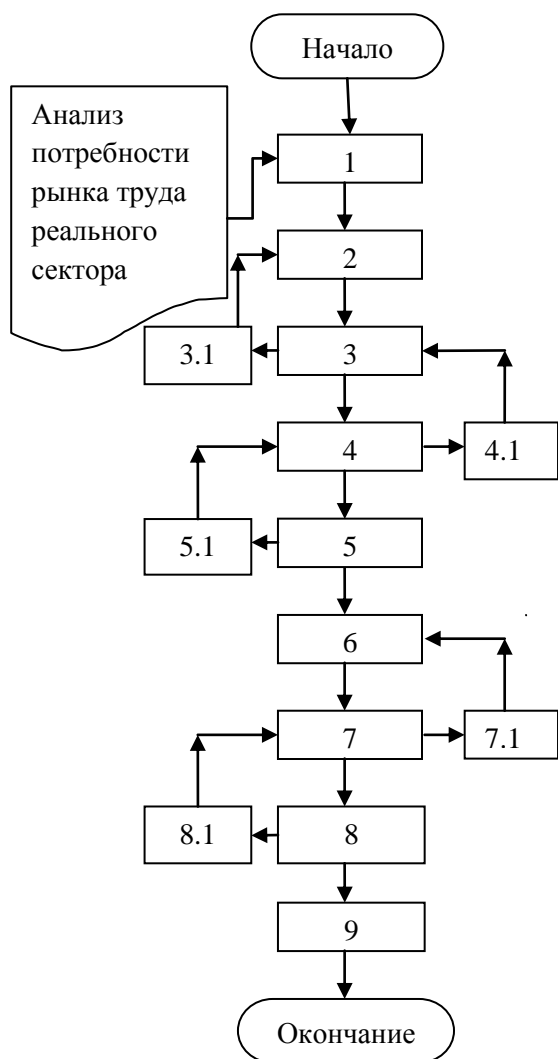 Начало
Анализ
потребности
рынка труда
реального
сектора
1
2
3.1
3
4
4.1
5.1
5
6
7
7.1
8.1
8
9
Окончание